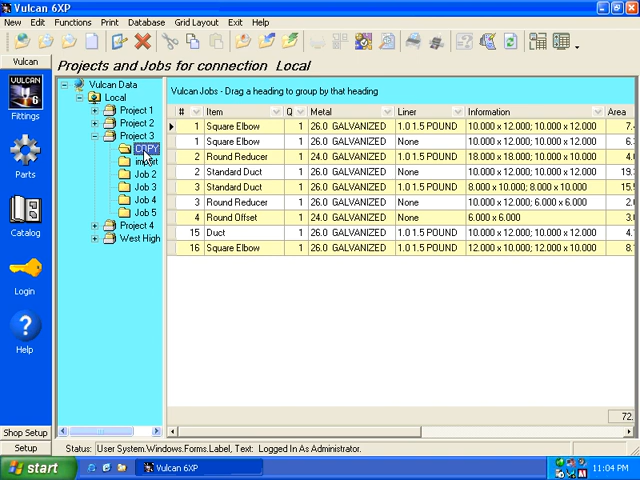 Vulcan 6XP
New Functions Print Database Grid Layout Exit Help
Vulcan
Projects and Jobs for connection Local
VULCAN
6
Fittings
Parts
Catalog
Login
Help
Shop Setup
Setup
Vulcan Data
Local
Project 1
Project 2
Project 3
COPY
import
Job 2
Job 3
Job 4
Job 5
Project 4
West High
Vulcan Jobs - Drag a heading to group by that heading
# Item Q Metal Liner Information Area
1 Square Elbow 1 26.0 GALVANIZED 1.0 1.5 POUND 10.000 x 12.000; 10.000 x 12.000 7.
1 Square Elbow 1 26.0 GALVANIZED None 10.000 x 12.000; 10.000 x 12.000 6.
2 Round Reducer 1 24.0 GALVANIZED 1.0 1.5 POUND 18.000 x 18.000; 10.000 x 12.000 4.
2 Standard Duct 1 26.0 GALVANIZED None 10.000 x 12.000; 10.000 x 12.000 19.
3 Standard Duct 1 26.0 GALVANIZED 1.0 1.5 POUND 8.000 x 10.000; 8.000 x 10.000 15.
3 Round Reducer 1 26.0 GALVANIZED None 10.000 x 12.000; 6.000 x 6.000 2.
4 Round Offset 1 24.0 GALVANIZED None 6.000 x 6.000 3.
15 Duct 1 26.0 GALVANIZED 1.0 1.5 POUND 10.000 x 12.000; 10.000 x 12.000 4.
16 Square Elbow 1 26.0 GALVANIZED 1.0 1.5 POUND 12.000 x 10.000; 12.000 x 10.000 8.
72.
Status: User System.Windows.Forms.Label, Text: Logged In As Administrator.
start Vulcan 6XP 11:04 PM